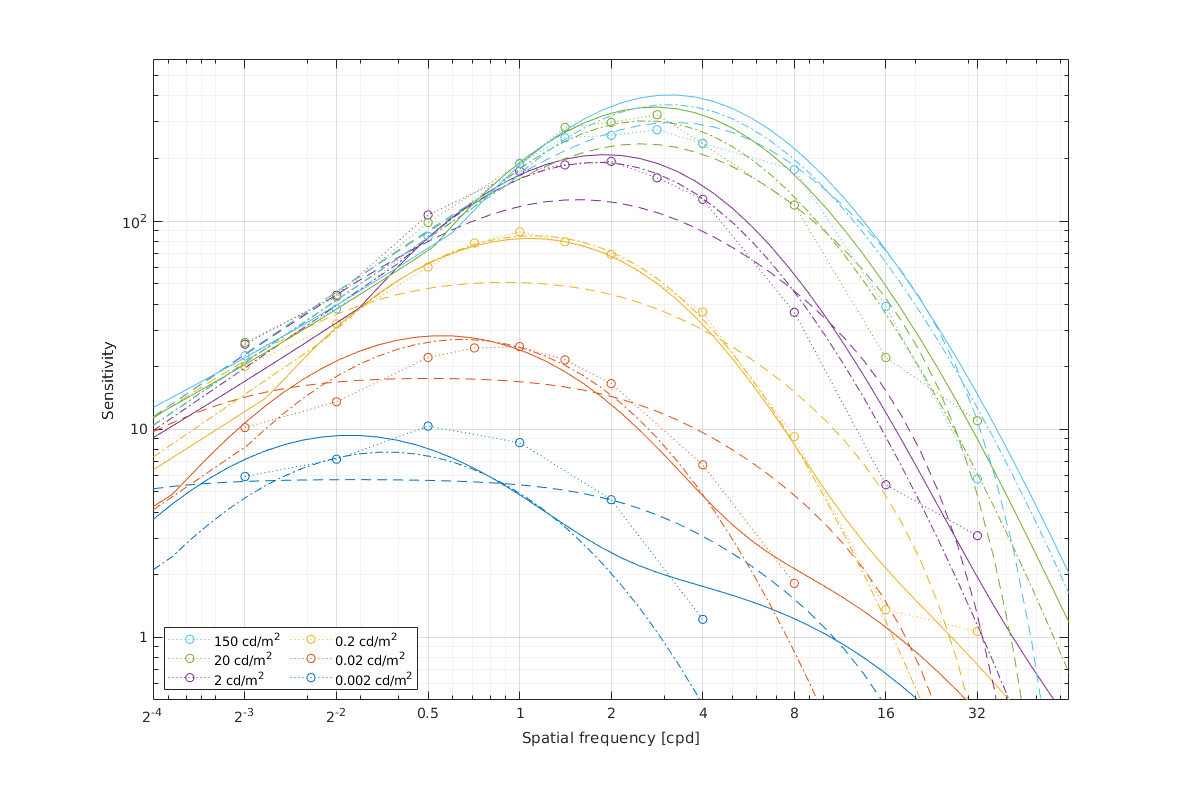 10²
10
1
Sensitivity
150 cd/m² 0.2 cd/m²
20 cd/m² 0.02 cd/m²
2 cd/m² 0.002 cd/m²
2⁻⁴ 2⁻³ 2⁻² 0.5 1 2 4 8 16 32
Spatial frequency [cpd]